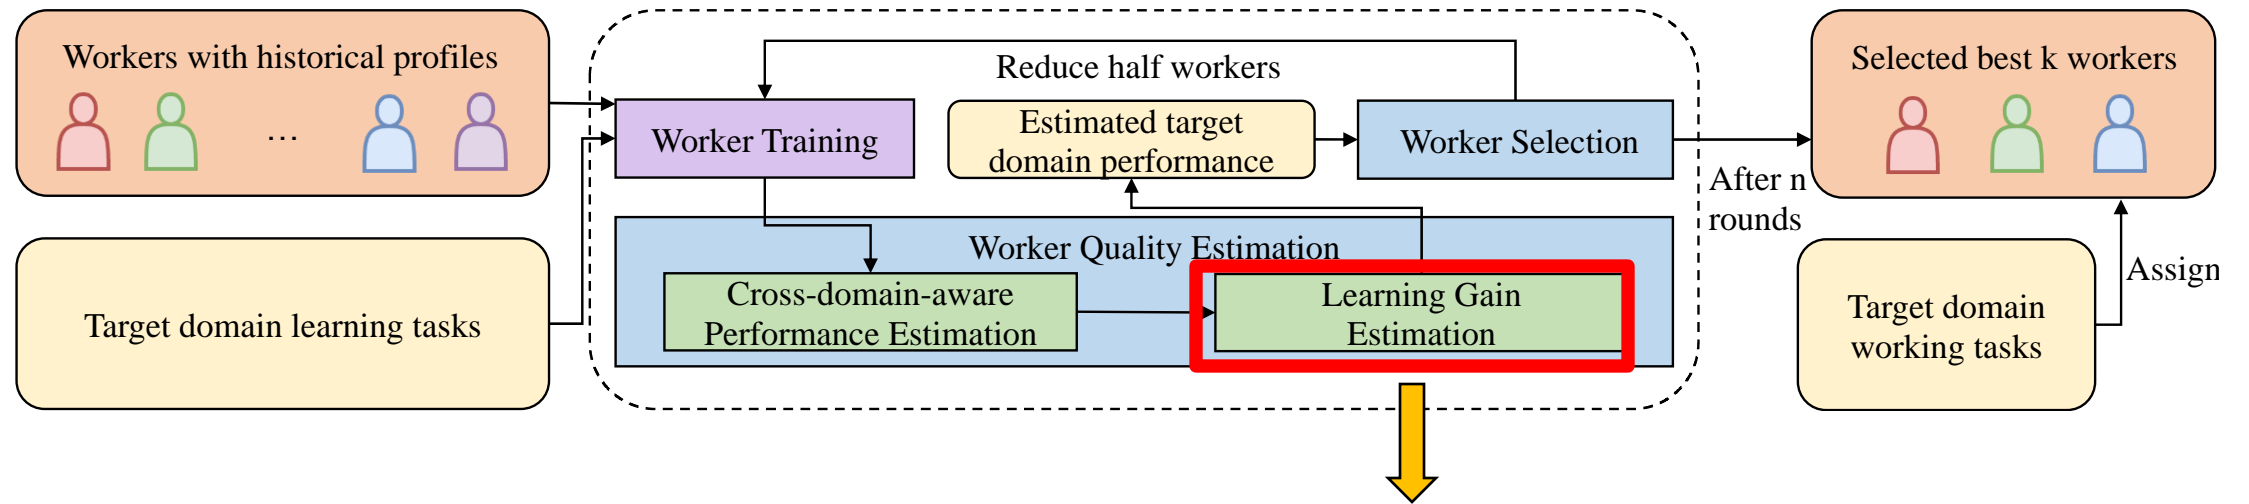 Workers with historical profiles
...
Target domain learning tasks
Reduce half workers
Worker Training
Estimated target
domain performance
Worker Selection
Worker Quality Estimation
Cross-domain-aware
Performance Estimation
Learning Gain
Estimation
After n
rounds
Selected best k workers
Assign
Target domain
working tasks